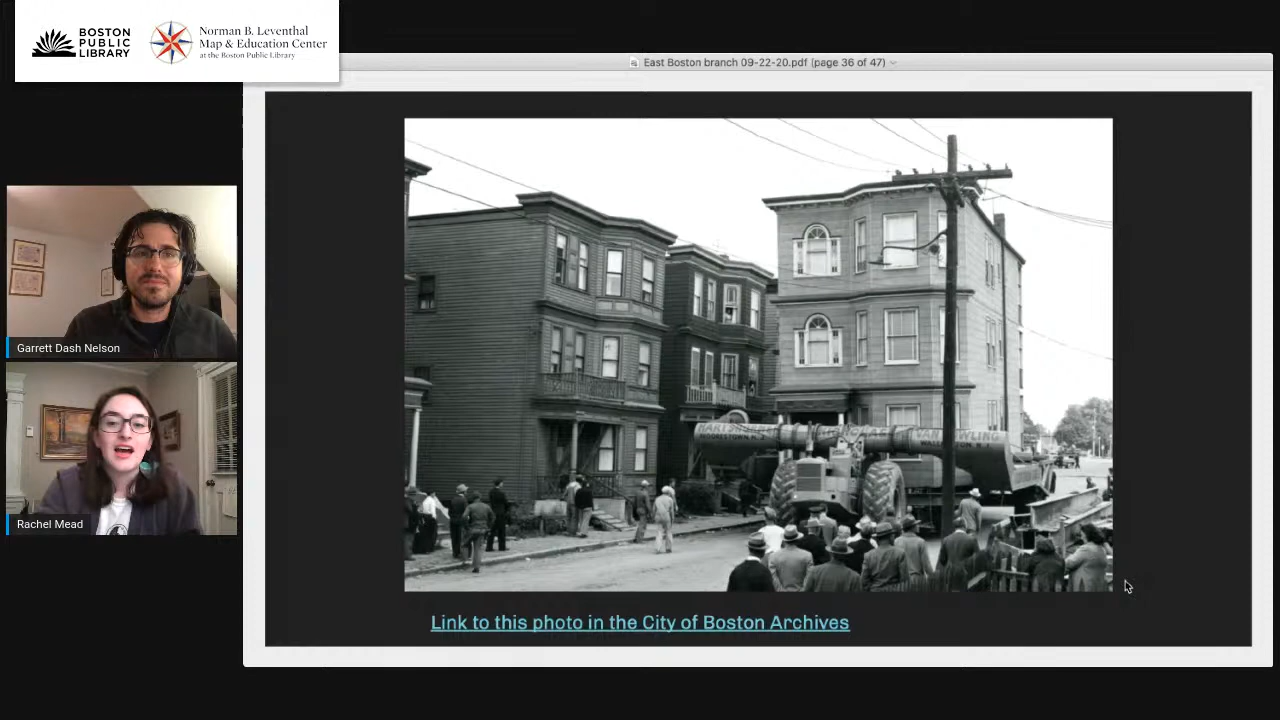 BOSTON
PUBLIC
LIBRARY
Norman B. Leventhal
Map & Education Center
at the Boston Public Library
East Boston branch 09-22-20.pdf (page 36 of 47)
Garrett Dash Nelson
Rachel Mead
MOORESTOWN N.J.
Link to this photo in the City of Boston Archives